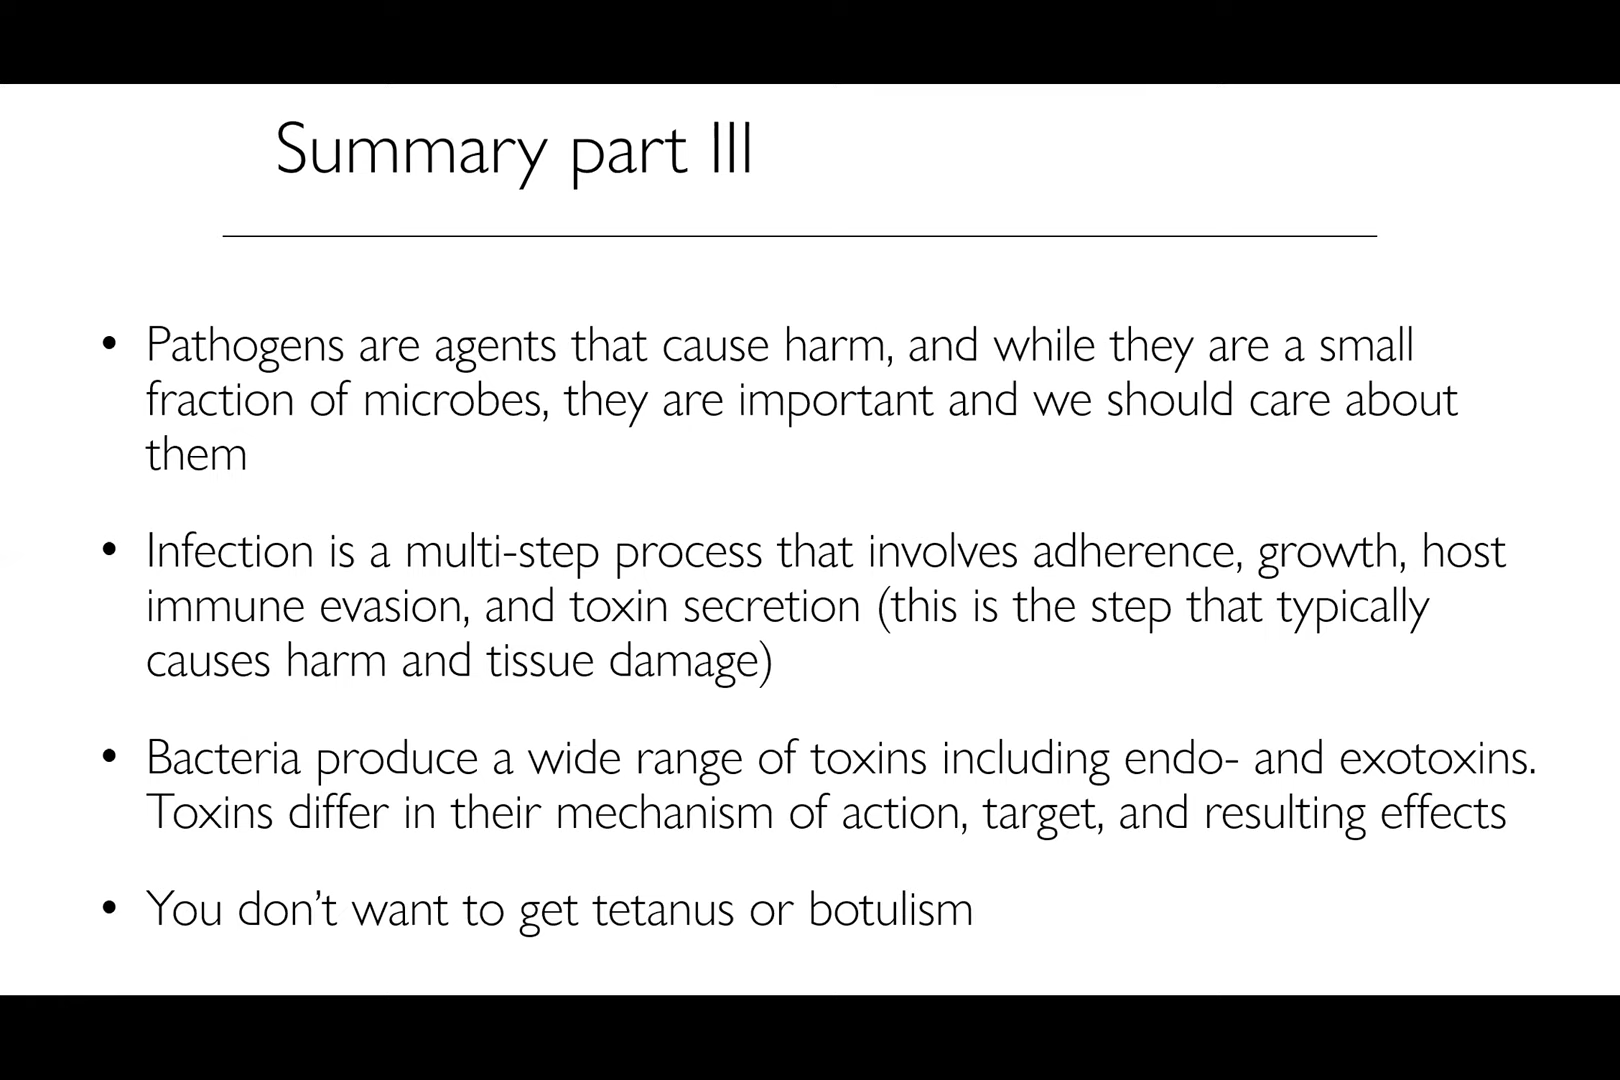 Summary part III
• Pathogens are agents that cause harm, and while they are a small
fraction of microbes, they are important and we should care about
them
• Infection is a multi-step process that involves adherence, growth, host
immune evasion, and toxin secretion (this is the step that typically
causes harm and tissue damage)
• Bacteria produce a wide range of toxins including endo- and exotoxins.
Toxins differ in their mechanism of action, target, and resulting effects
• You don’t want to get tetanus or botulism